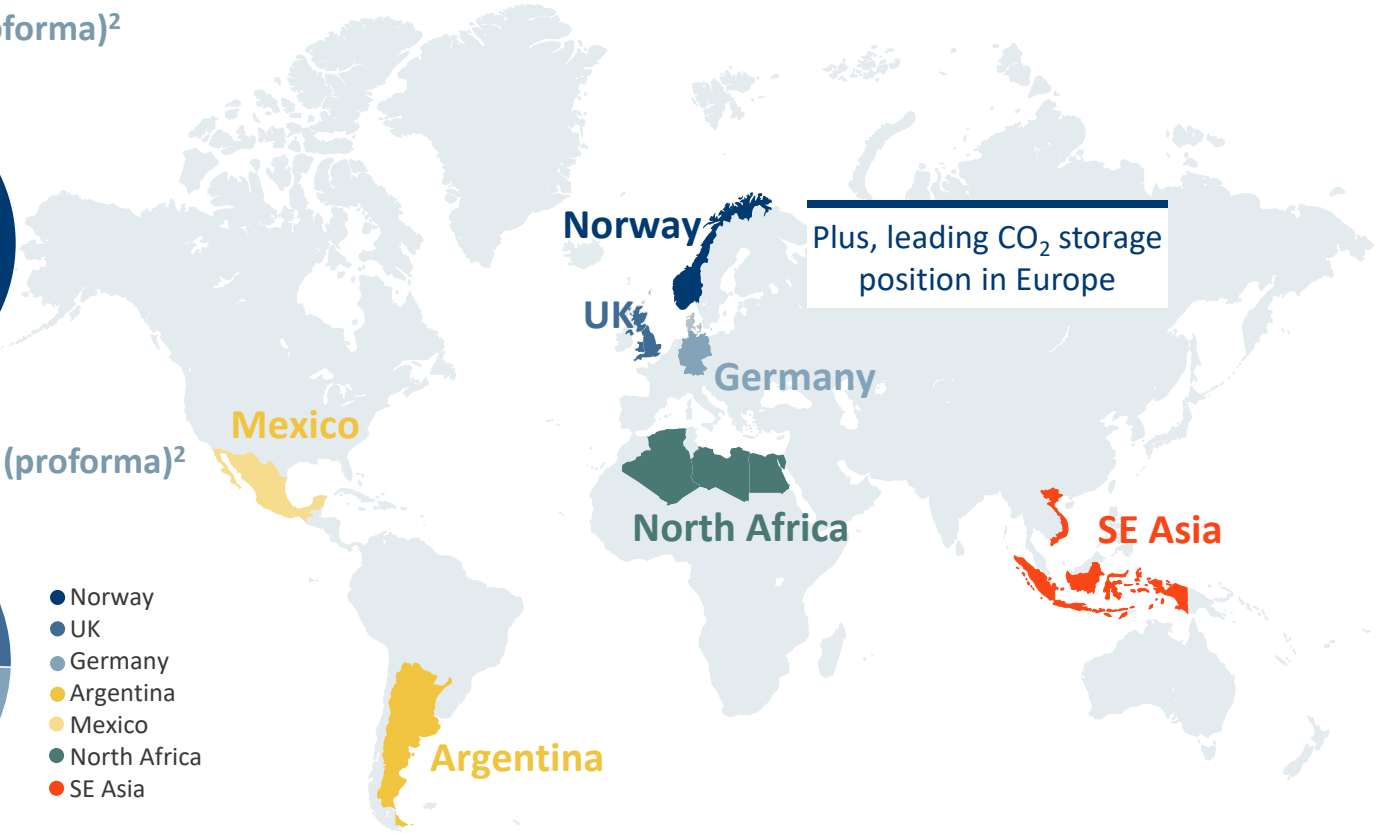 oforma)²
Norway
Plus, leading CO₂ storage
position in Europe
UK
Germany
Mexico
(proforma)²
North Africa
SE Asia
Norway
UK
Germany
Argentina
Mexico
North Africa
SE Asia
Argentina